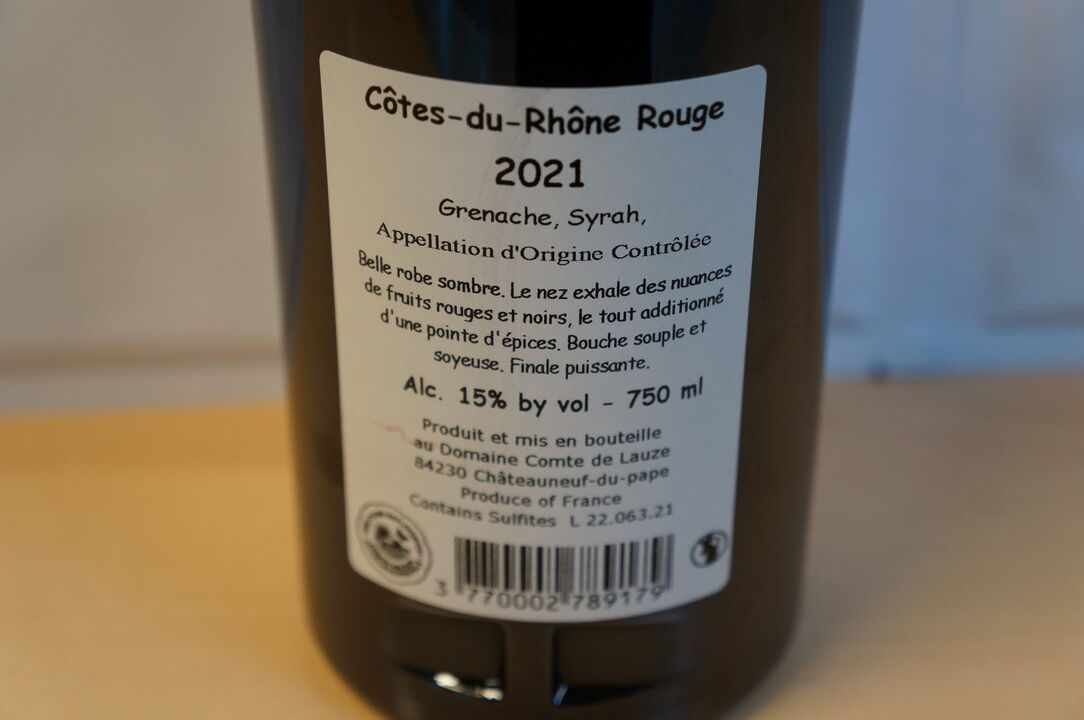 Côtes-du-Rhône Rouge
2021
Grenache, Syrah,
Appellation d'Origine Contrôlée
Belle robe sombre. Le nez exhale des nuances
de fruits rouges et noirs, le tout additionné
d'une pointe d'épices. Bouche souple et
soyeuse. Finale puissante.
Alc. 15% by vol - 750 ml
Produit et mis en bouteille
au Domaine Comte de Lauze
84230 Châteauneuf-du-pape
Produce of France
Contains Sulfites L 22.063.21
3 770002 789179